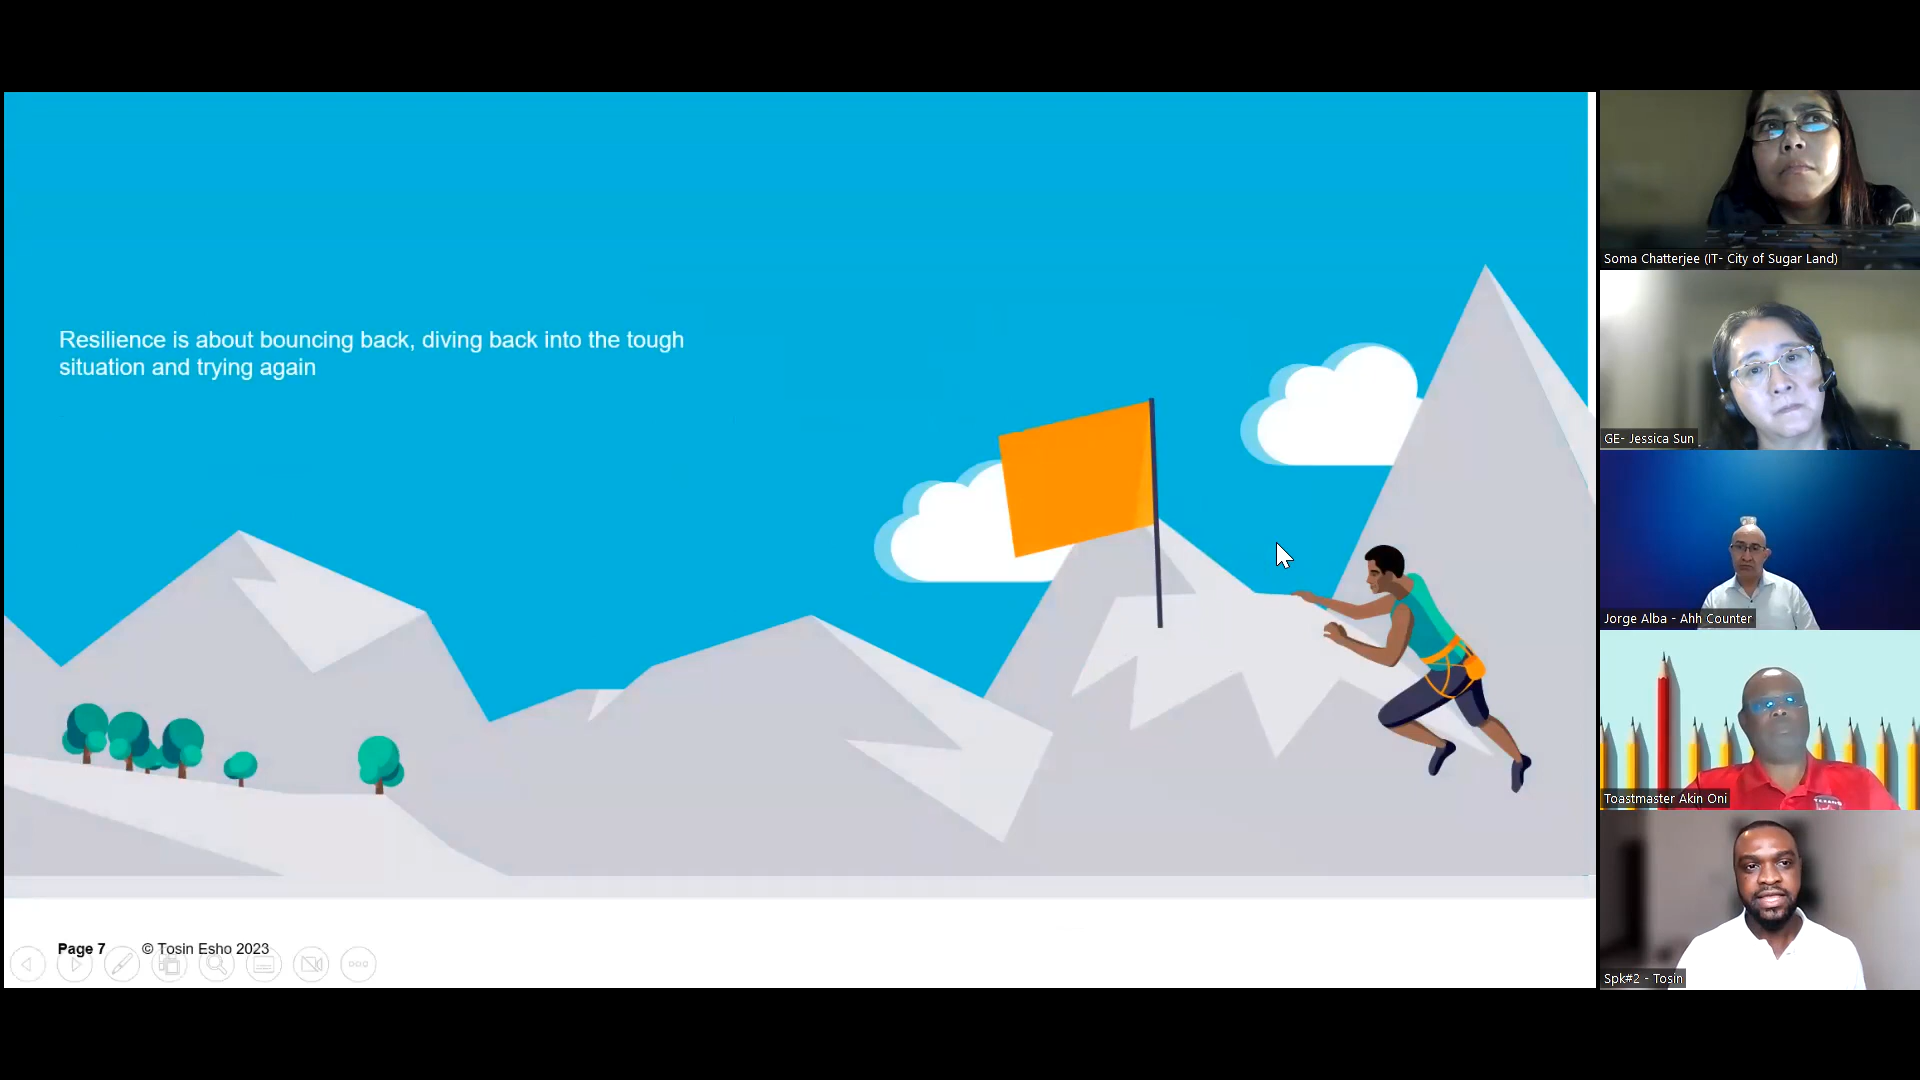 Resilience is about bouncing back, diving back into the tough
situation and trying again
Page 7 © Tosin Esho 2023
Soma Chatterjee (IT- City of Sugar Land)
GE- Jessica Sun
Jorge Alba - Ahh Counter
Toastmaster Akin Oni
Spk#2 - Tosin